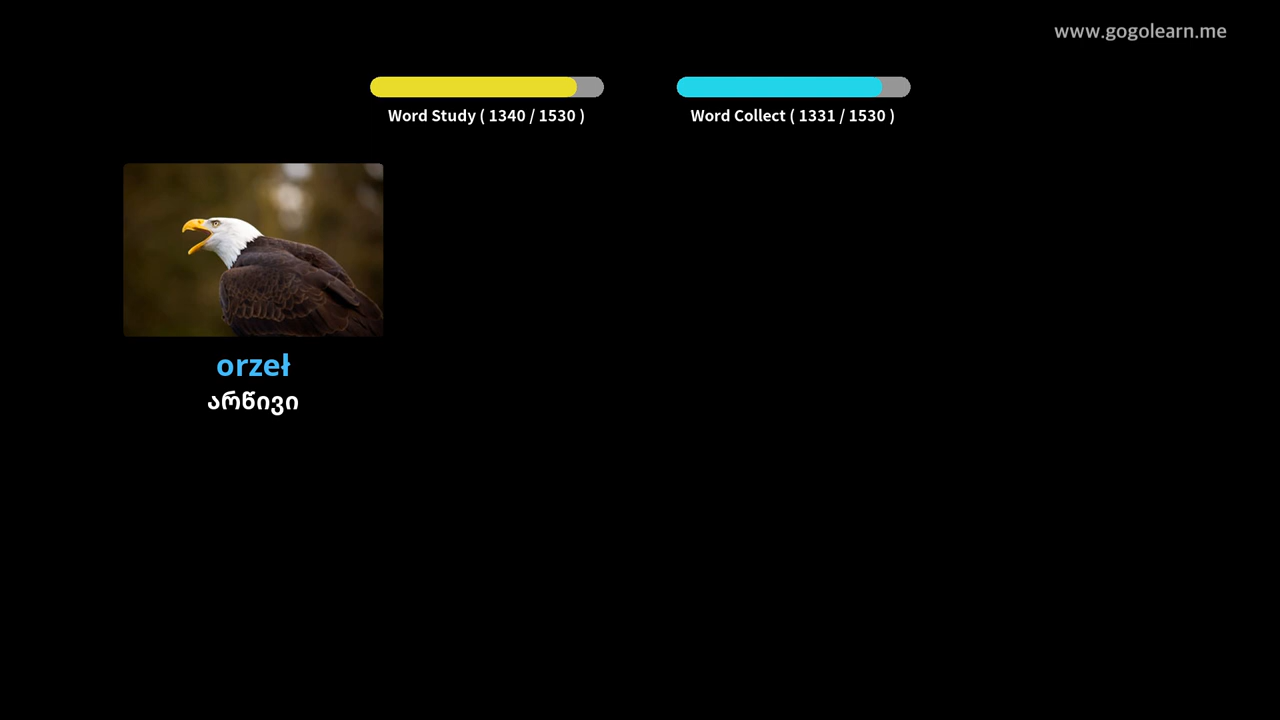 www.gogolearn.me
Word Study ( 1340 / 1530 )
Word Collect ( 1331 / 1530 )
orzeł
არწივი